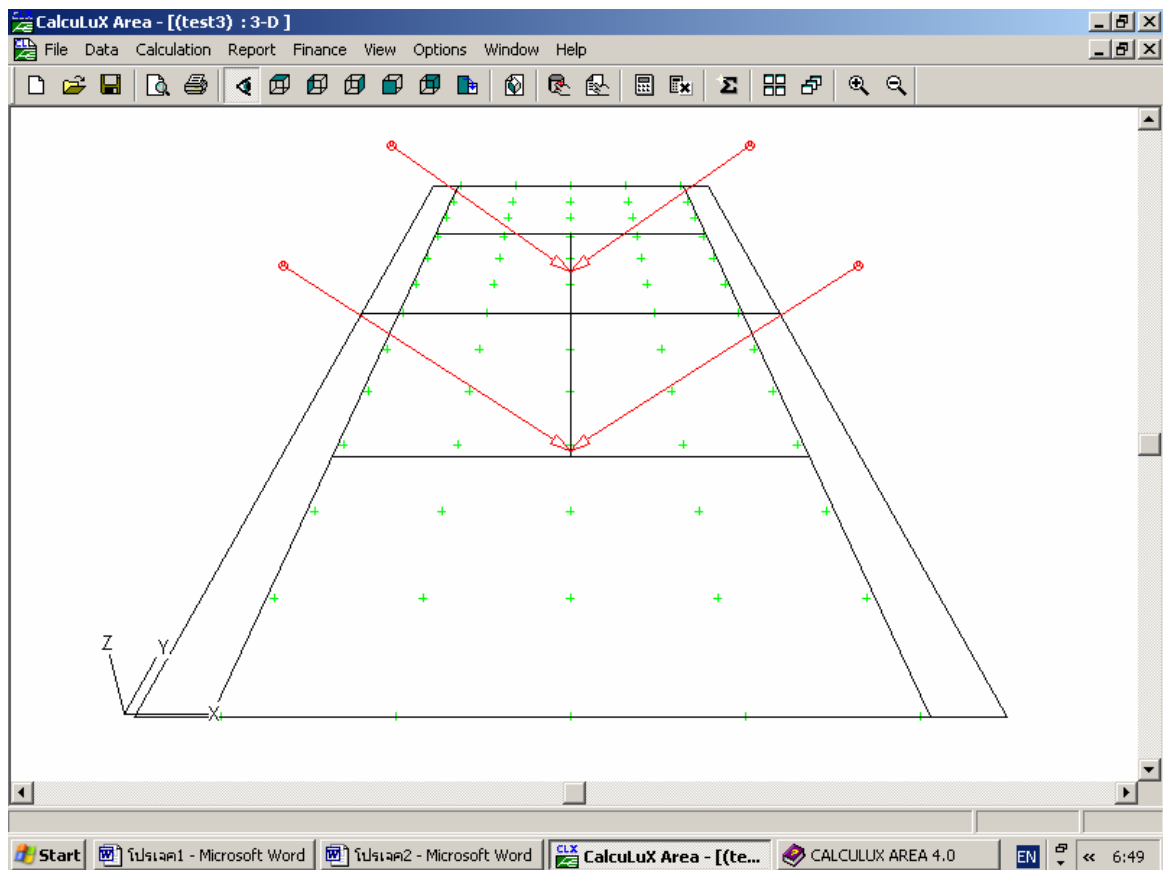 CalcuLuX Area - [(test3) : 3-D ]
File Data Calculation Report Finance View Options Window Help
Z
Y
X
Start
โปรเจค1 - Microsoft Word
โปรเจค2 - Microsoft Word
CLX CalcuLuX Area - [(te...
CALCULUX AREA 4.0
EN
« 6:49